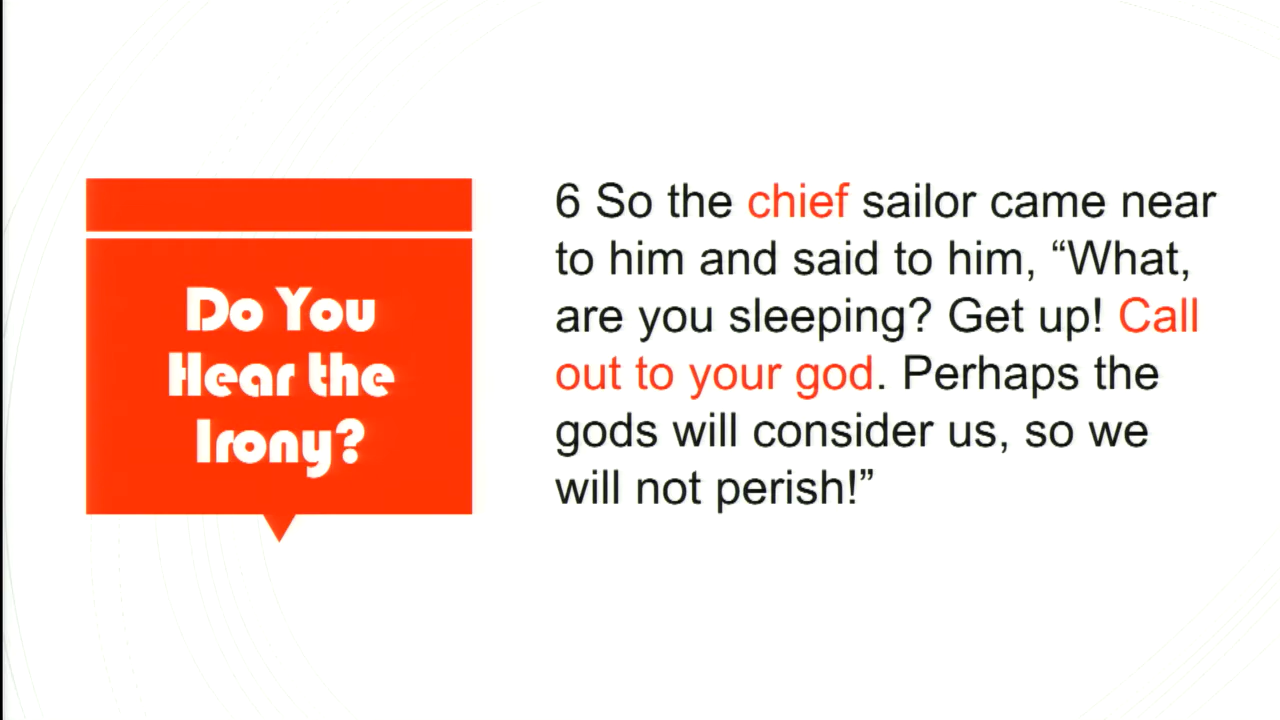 Do You
Hear the
Irony?
6 So the chief sailor came near
to him and said to him, “What,
are you sleeping? Get up! Call
out to your god. Perhaps the
gods will consider us, so we
will not perish!”